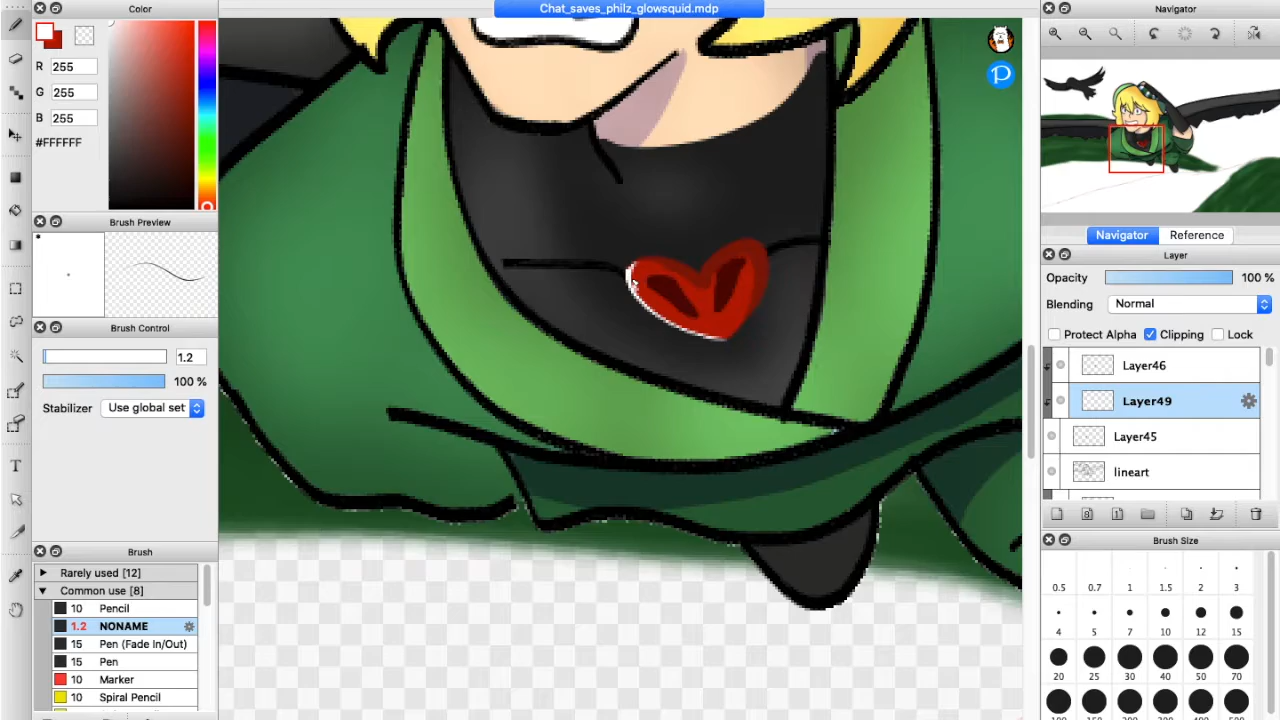 Color
Chat_saves_philz_glowsquid.mdp
Navigator
R 255
G 255
B 255
#FFFFFF
Brush Preview
Brush Control
1.2
100 %
Stabilizer Use global set
Brush
Rarely used [12]
Common use [8]
10 Pencil
1.2 NONAME
15 Pen (Fade In/Out)
15 Pen
10 Marker
10 Spiral Pencil
P
Navigator Reference
Layer
Opacity 100 %
Blending Normal
Protect Alpha Clipping Lock
Layer46
Layer49
Layer45
lineart
Brush Size
0.5 0.7 1 1.5 2 3
4 5 7 10 12 15
20 25 30 40 50 70